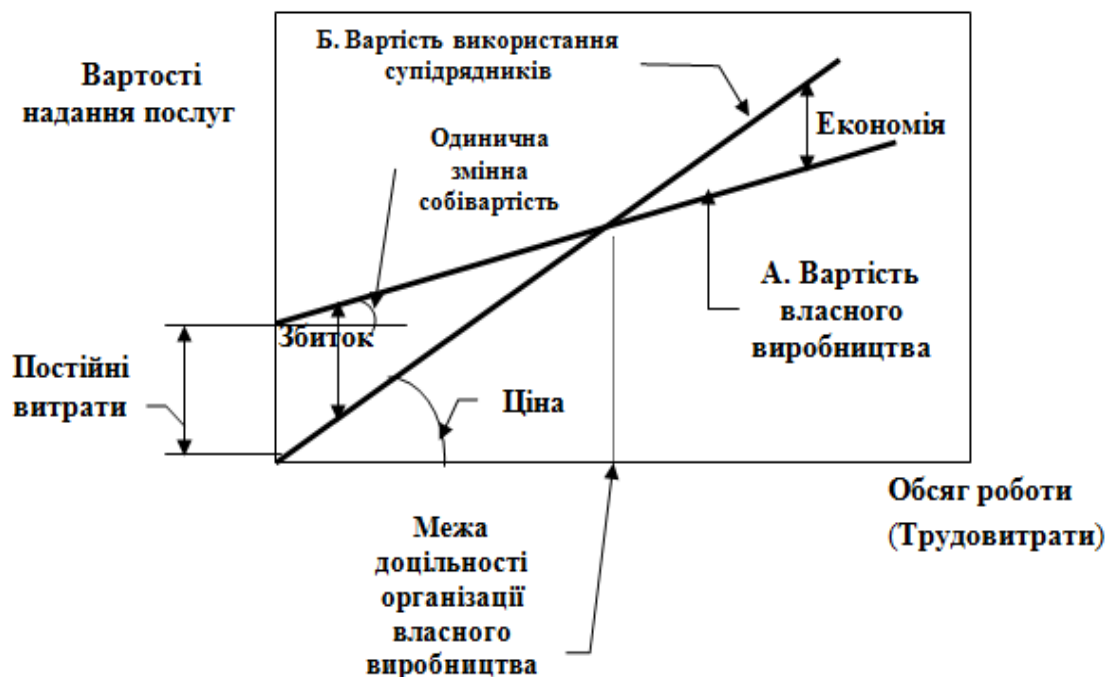 Б. Вартість використання
супідрядників
Вартості
надання послуг
Економія
Одинична
змінна
собівартість
А. Вартість
власного
виробництва
Збиток
Постійні
витрати
Ціна
Обсяг роботи
(Трудовитрати)
Межа
доцільності
організації
власного
виробництва